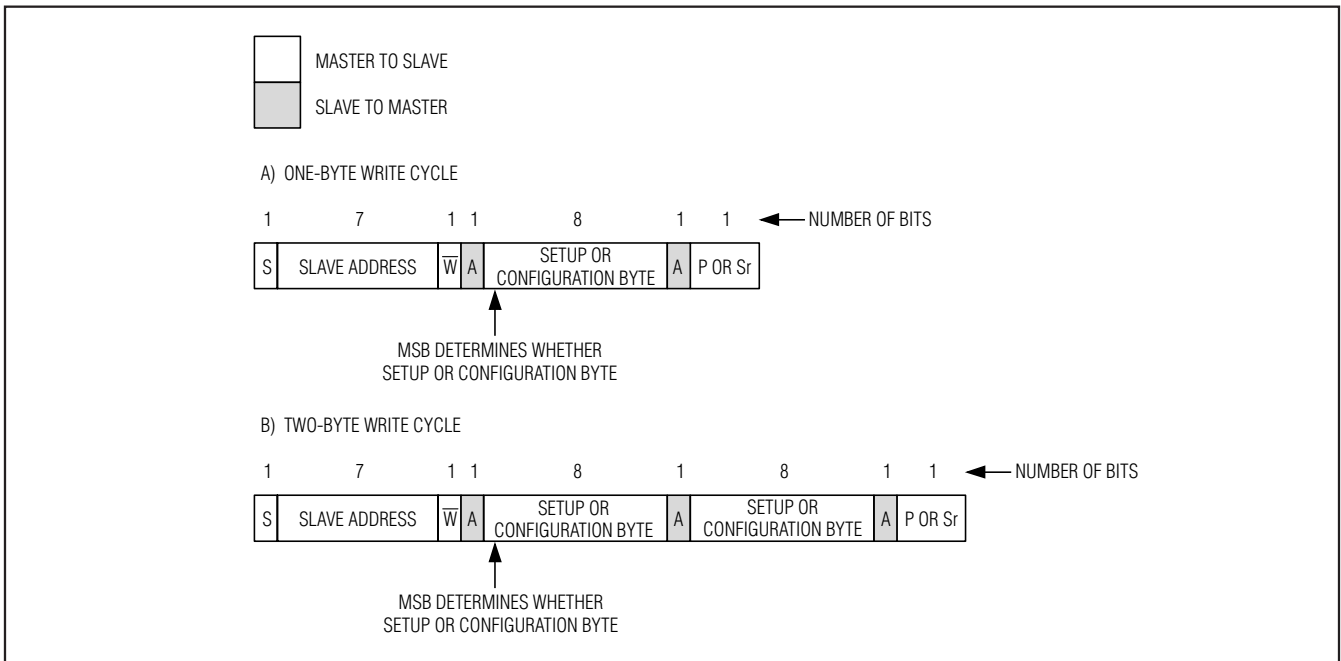 MASTER TO SLAVE
SLAVE TO MASTER
A) ONE-BYTE WRITE CYCLE
1 7 1 1 8 1 1 NUMBER OF BITS
S SLAVE ADDRESS W̅ A SETUP OR CONFIGURATION BYTE A P OR Sr
MSB DETERMINES WHETHER
SETUP OR CONFIGURATION BYTE
B) TWO-BYTE WRITE CYCLE
1 7 1 1 8 1 8 1 1 NUMBER OF BITS
S SLAVE ADDRESS W̅ A SETUP OR CONFIGURATION BYTE A SETUP OR CONFIGURATION BYTE A P OR Sr
MSB DETERMINES WHETHER
SETUP OR CONFIGURATION BYTE